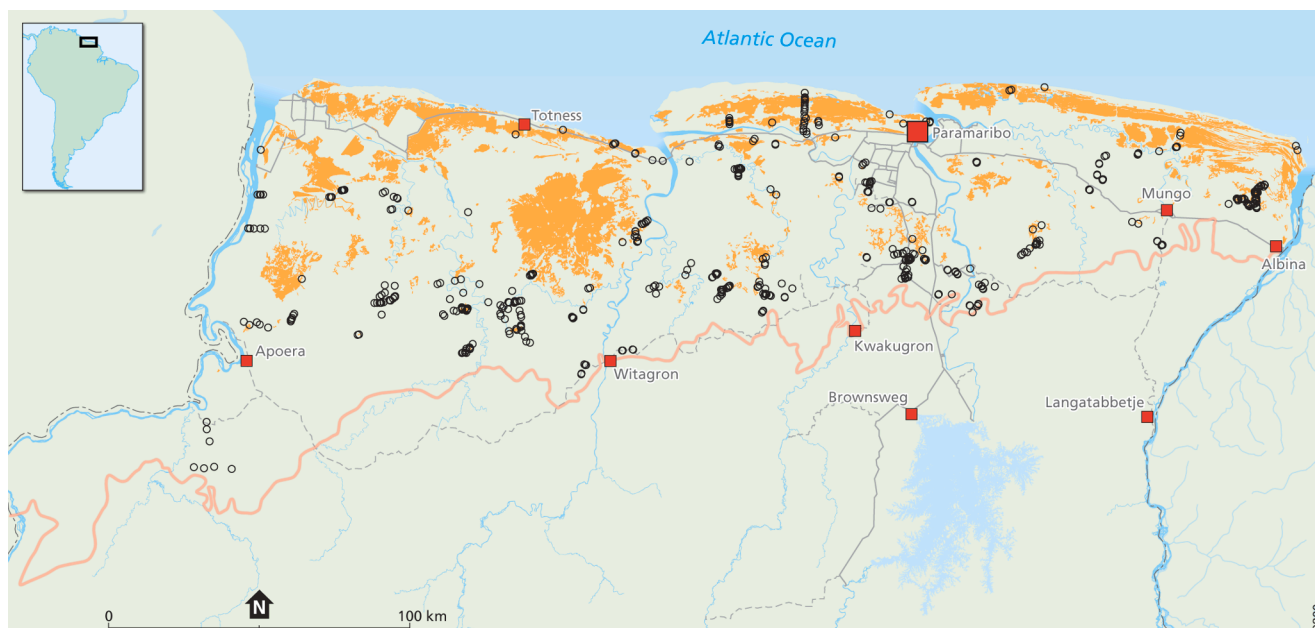 Atlantic Ocean
Totness
Paramaribo
Mungo
Albina
Apoera
Witagron
Kwakugron
Brownsweg
Langatabbetje
N
0
100 km